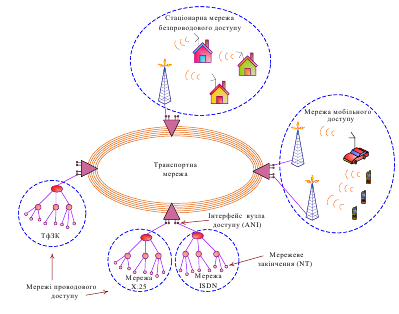 Стаціонарна мережа
безпроводового доступу
Мережа мобільного
доступу
Транспортна
мережа
Інтерфейс вузла
доступу (ANI)
ТфЗК
Мережеве
закінчення (NT)
Мережа
X.25
Мережа
ISDN
Мережі проводового
доступу